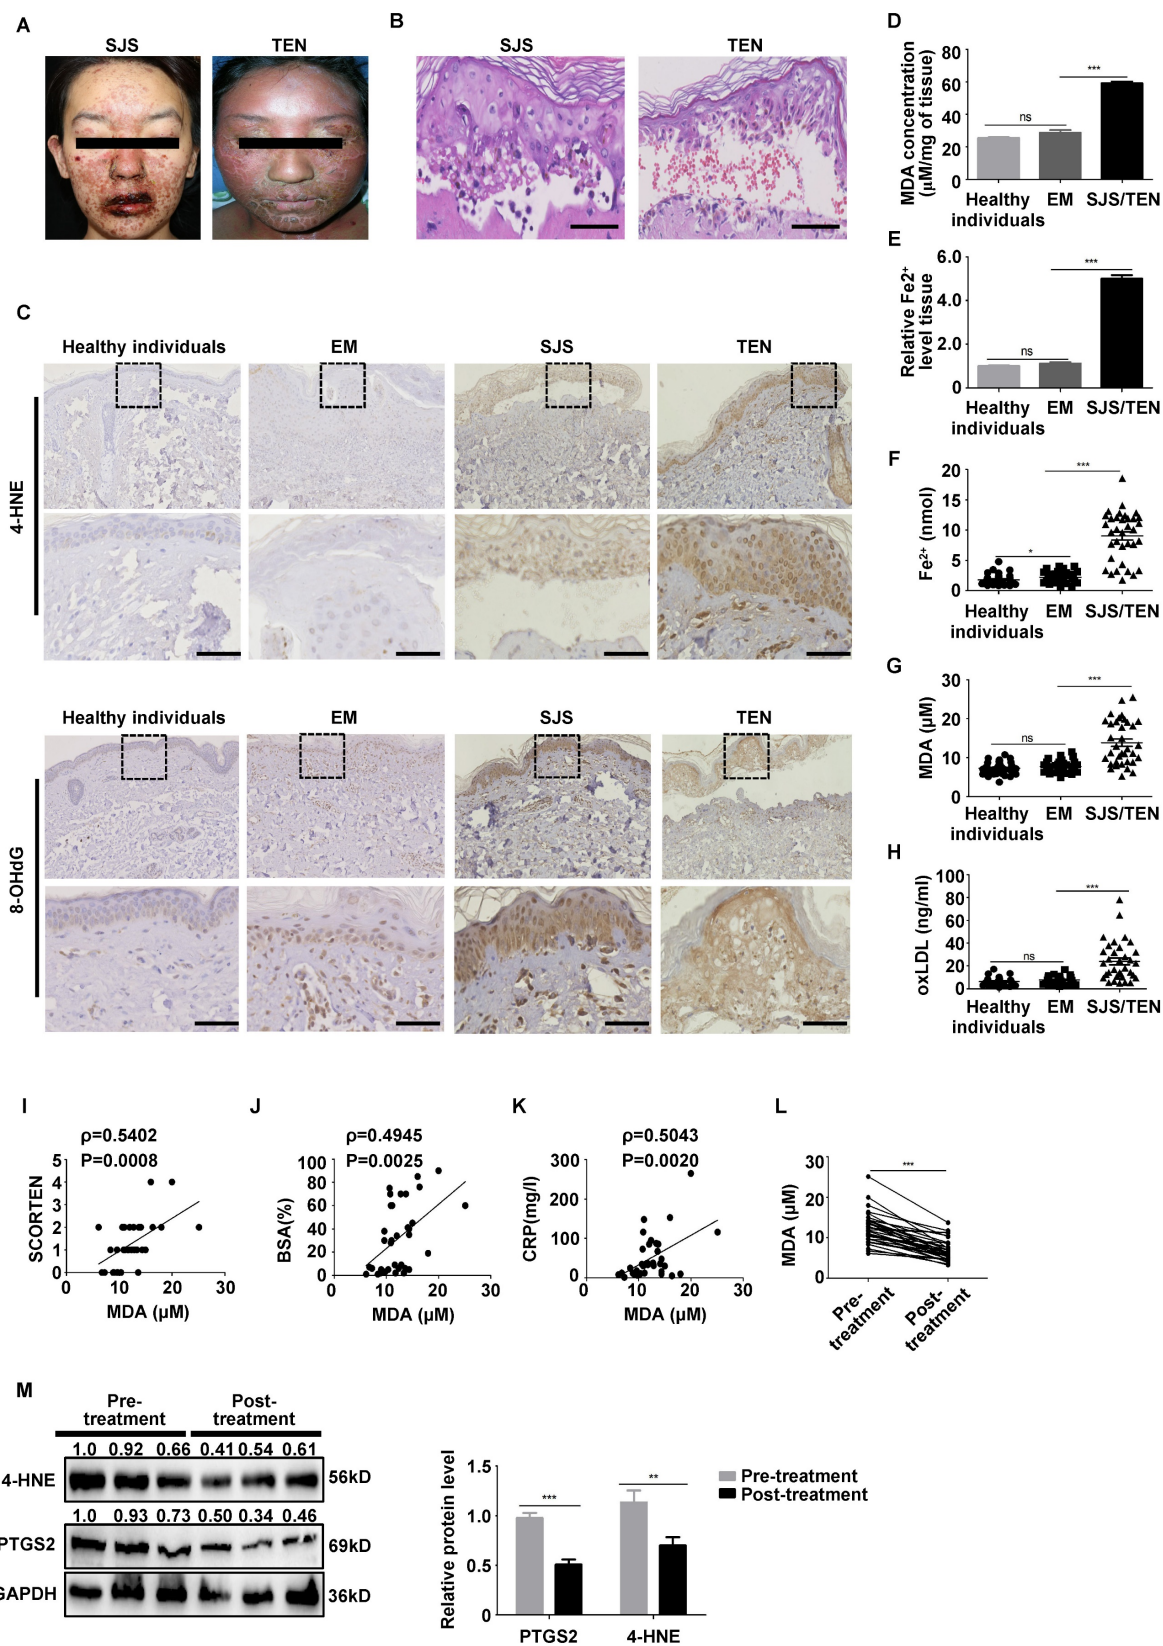 A
SJS
TEN
B
SJS
TEN
C
Healthy individuals
EM
SJS
TEN
4-HNE
Healthy individuals
EM
SJS
TEN
8-OHdG
D
MDA concentration
(μM/mg of tissue)
80
60
40
20
0
ns
***
Healthy
individuals
EM
SJS/TEN
E
Relative Fe2⁺
level tissue
6.0
4.0
2.0
0
ns
***
Healthy
individuals
EM
SJS/TEN
F
Fe²⁺ (nmol)
20
15
10
5
0
*
***
Healthy
individuals
EM
SJS/TEN
G
MDA (μM)
30
20
10
0
ns
***
Healthy
individuals
EM
SJS/TEN
H
oxLDL (ng/ml)
100
80
60
40
20
0
ns
***
Healthy
individuals
EM
SJS/TEN
I
ρ=0.5402
P=0.0008
SCORTEN
5
4
3
2
1
0
0 10 20 30
MDA (μM)
J
ρ=0.4945
P=0.0025
BSA(%)
100
80
60
40
20
0
0 10 20 30
MDA (μM)
K
ρ=0.5043
P=0.0020
CRP(mg/l)
300
200
100
0
0 10 20 30
MDA (μM)
L
MDA (μM)
30
20
10
0
***
Pre-
treatment
Post-
treatment
M
Pre-
treatment
Post-
treatment
1.0 0.92 0.66 0.41 0.54 0.61
4-HNE
56kD
1.0 0.93 0.73 0.50 0.34 0.46
PTGS2
69kD
GAPDH
36kD
Relative protein level
1.5
1.0
0.5
0
***
**
PTGS2
4-HNE
Pre-treatment
Post-treatment